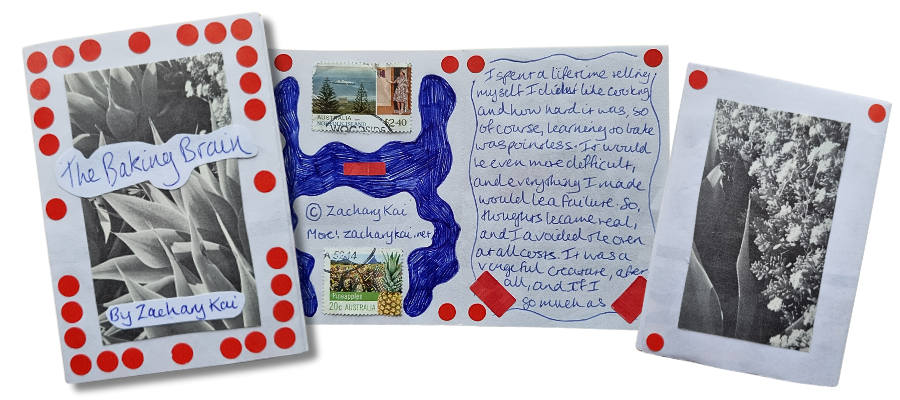 The Baking Brain
By Zachary Kai
AUSTRALIA
NORFOLK ISLAND
$2.40
WOODSIDE
© Zachary Kai
More! zacharykai.net
Pineapples
20c AUSTRALIA
I spent a lifetime telling
myself I didn't like cooking
and how hard it was, so
of course, learning to bake
was pointless. It would
be even more difficult,
and everything I made
would be a failure. So,
thoughts became real,
and I avoided the oven
at all costs. It was a
vengeful creature, after
all, and if I
so much as